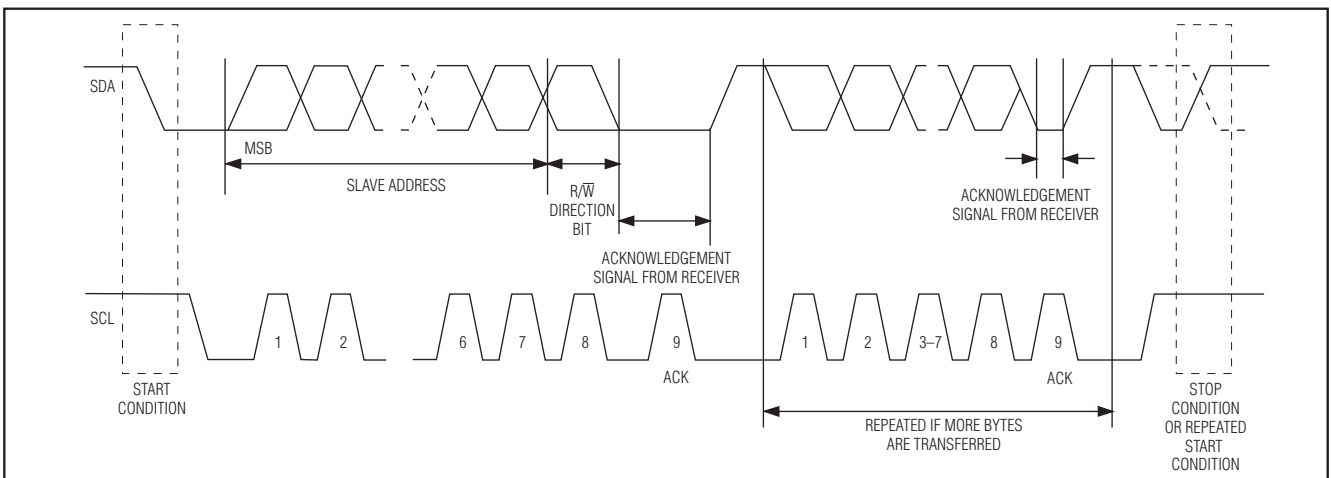 SDA
MSB
SLAVE ADDRESS
R/W̅
DIRECTION
BIT
ACKNOWLEDGEMENT
SIGNAL FROM RECEIVER
ACKNOWLEDGEMENT
SIGNAL FROM RECEIVER
SCL
1
2
6
7
8
9
1
2
3–7
8
9
ACK
ACK
START
CONDITION
REPEATED IF MORE BYTES
ARE TRANSFERRED
STOP
CONDITION
OR REPEATED
START
CONDITION